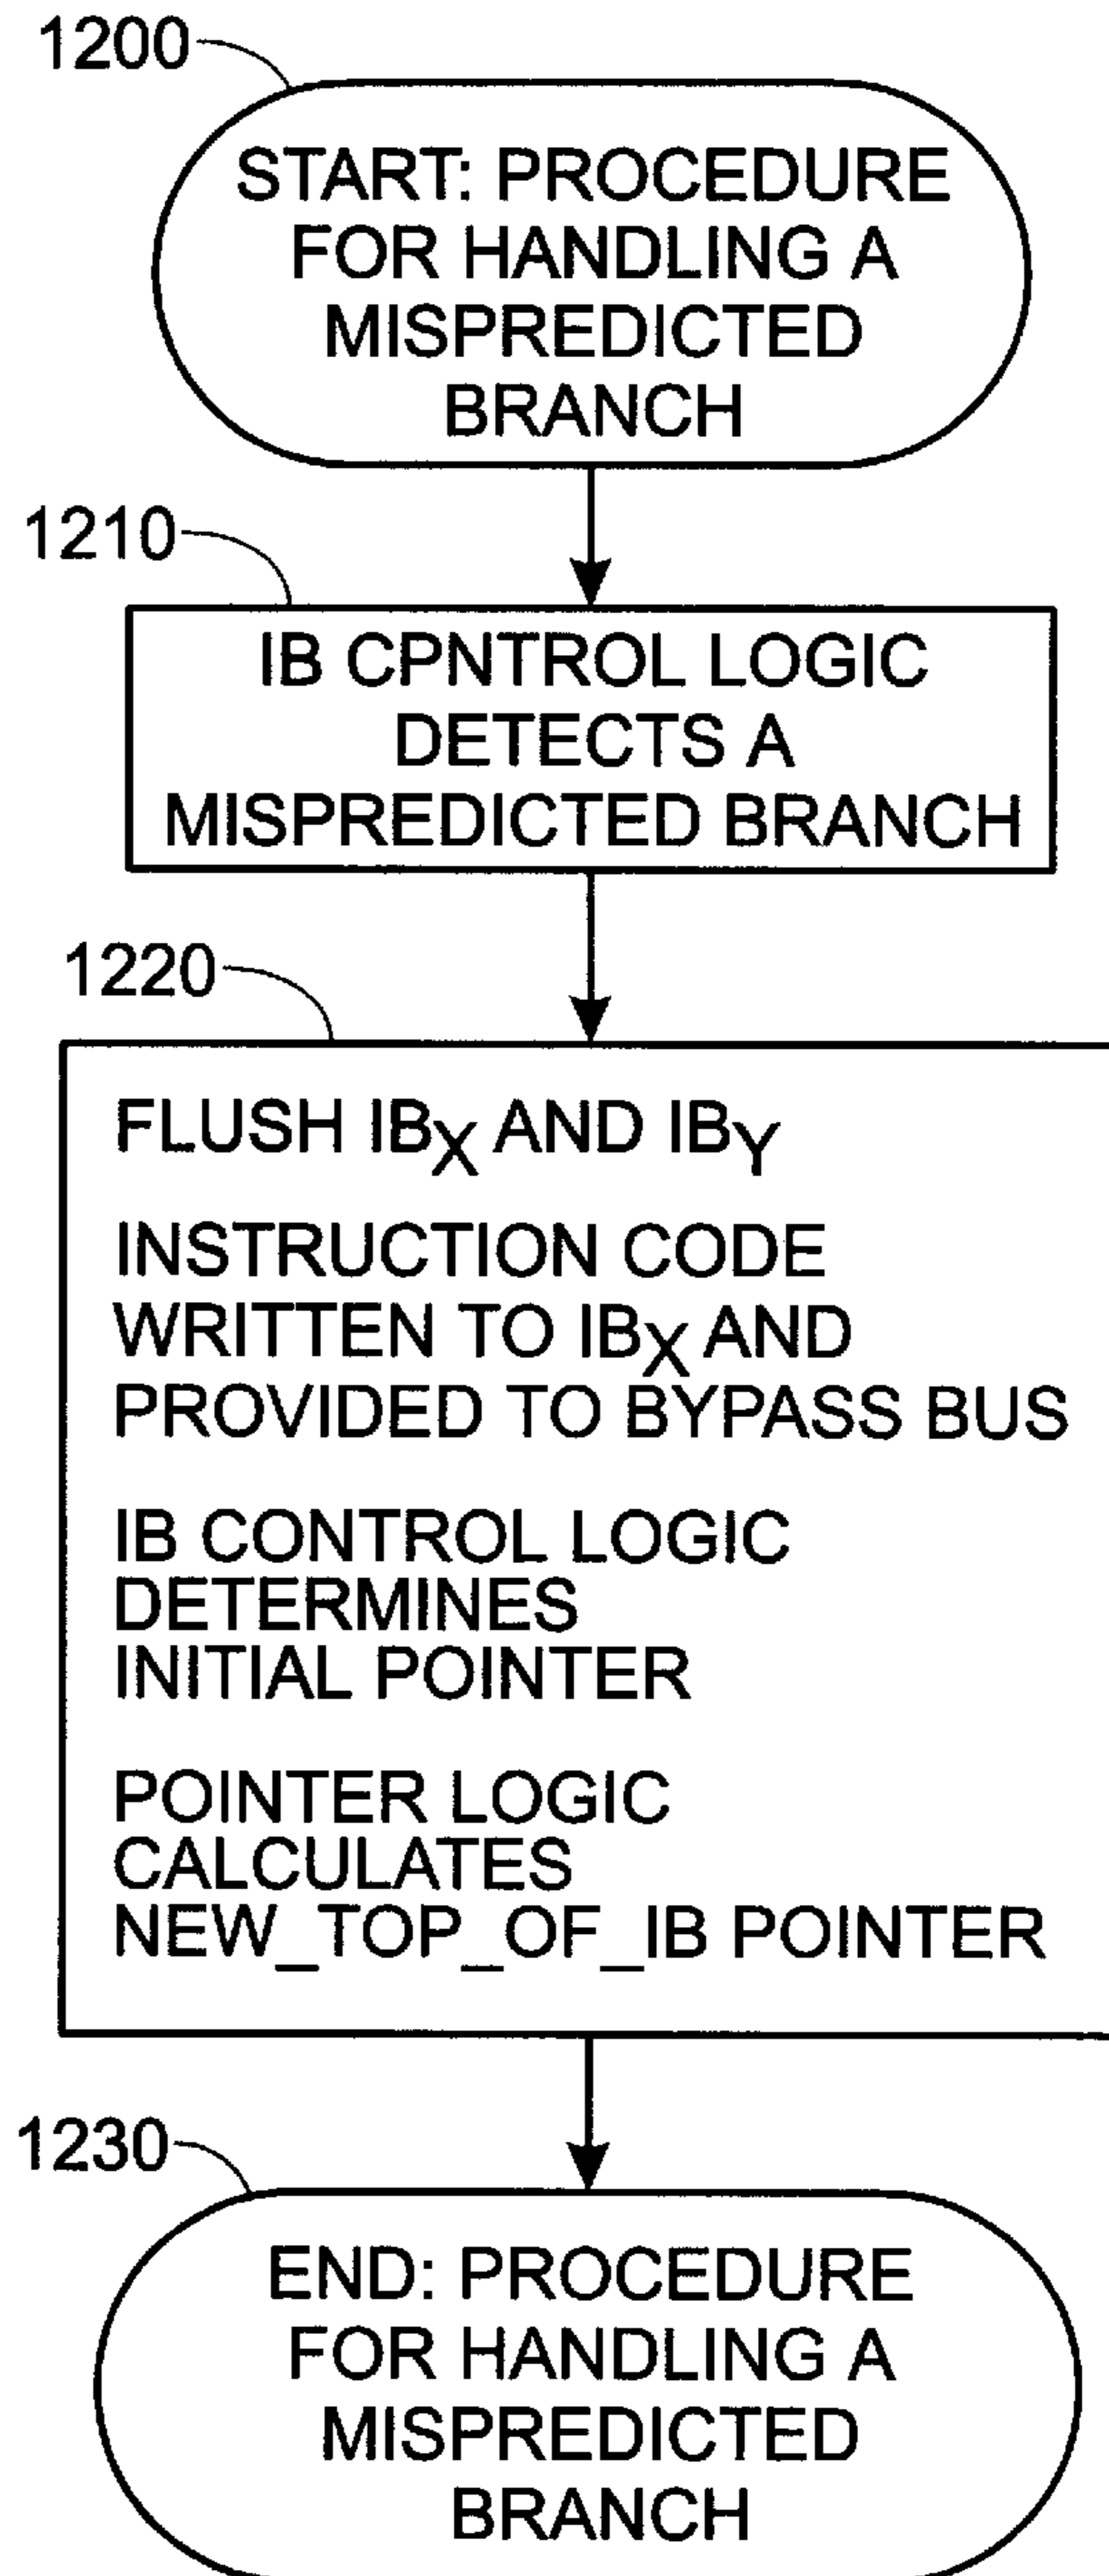 1200
START: PROCEDURE
FOR HANDLING A
MISPREDICTED
BRANCH
1210
IB CPNTROL LOGIC
DETECTS A
MISPREDICTED BRANCH
1220
FLUSH IBX AND IBY
INSTRUCTION CODE
WRITTEN TO IBX AND
PROVIDED TO BYPASS BUS
IB CONTROL LOGIC
DETERMINES
INITIAL POINTER
POINTER LOGIC
CALCULATES
NEW_TOP_OF_IB POINTER
1230
END: PROCEDURE
FOR HANDLING A
MISPREDICTED
BRANCH